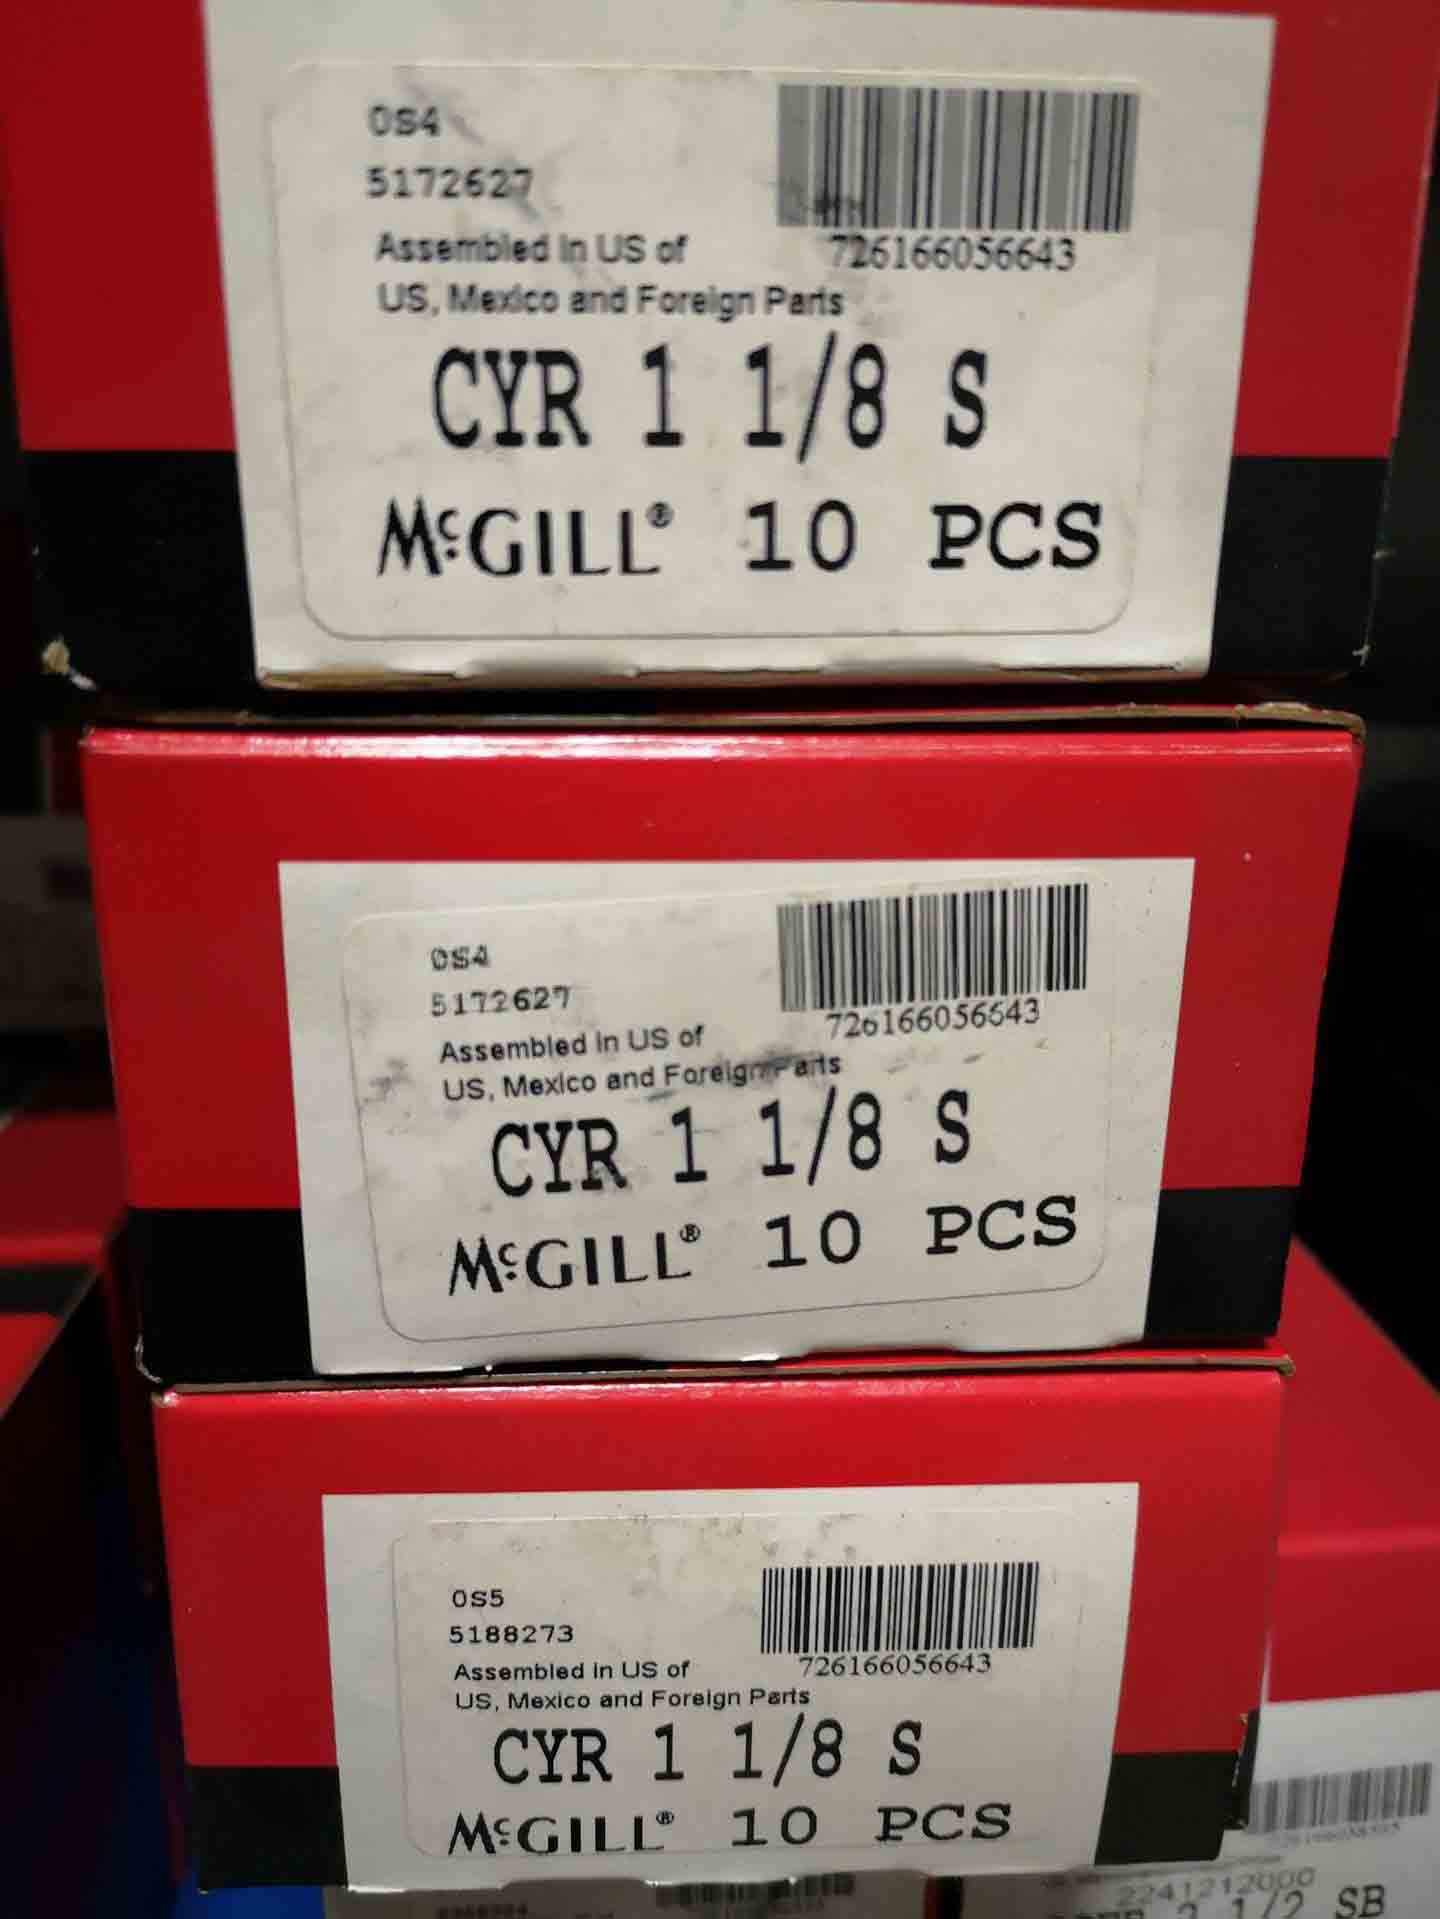 0S4
5172627
726166056643
Assembled in US of
US, Mexico and Foreign Parts
CYR 1 1/8 S
McGILL® 10 PCS
0S4
5172627
726166056643
Assembled in US of
US, Mexico and Foreign Parts
CYR 1 1/8 S
McGILL® 10 PCS
0S5
5188273
726166056643
Assembled in US of
US, Mexico and Foreign Parts
CYR 1 1/8 S
McGILL® 10 PCS
2241212000
1/2 SB